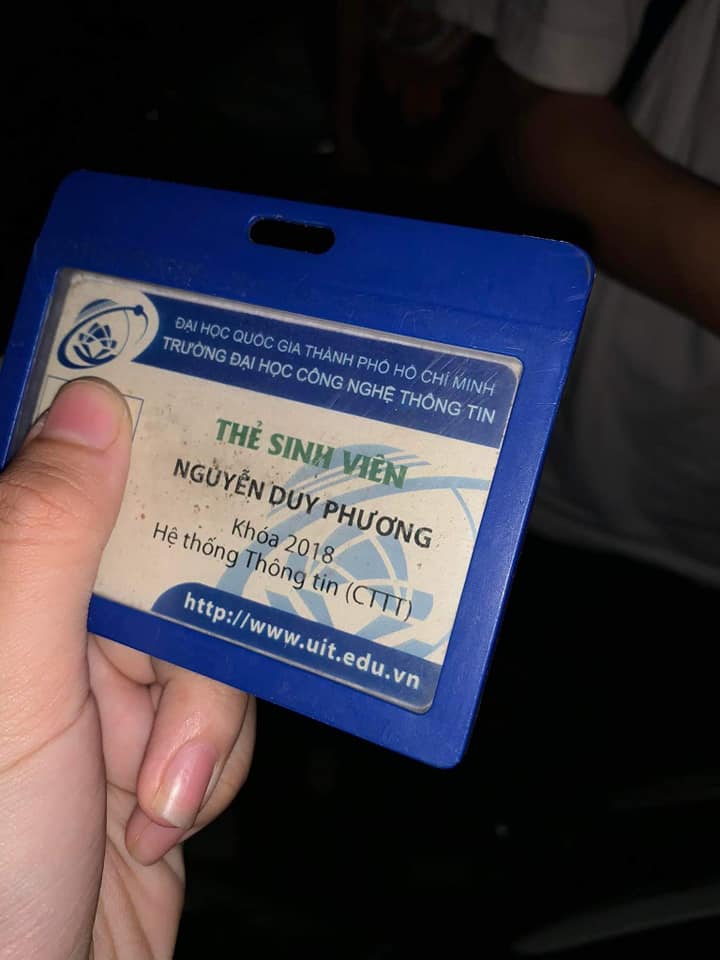 ĐẠI HỌC QUỐC GIA THÀNH PHỐ HỒ CHÍ MINH
TRƯỜNG ĐẠI HỌC CÔNG NGHỆ THÔNG TIN
THẺ SINH VIÊN
NGUYỄN DUY PHƯƠNG
Khóa 2018
Hệ thống Thông tin (CTTT)
http://www.uit.edu.vn